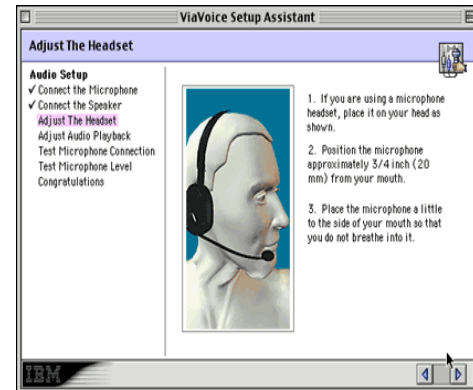 ViaVoice Setup Assistant
Adjust The Headset
Audio Setup
✓ Connect the Microphone
✓ Connect the Speaker
Adjust The Headset
Adjust Audio Playback
Test Microphone Connection
Test Microphone Level
Congratulations
1. If you are using a microphone
headset, place it on your head as
shown.
2. Position the microphone
approximately 3/4 inch (20
mm) from your mouth.
3. Place the microphone a little
to the side of your mouth so that
you do not breathe into it.
IBM